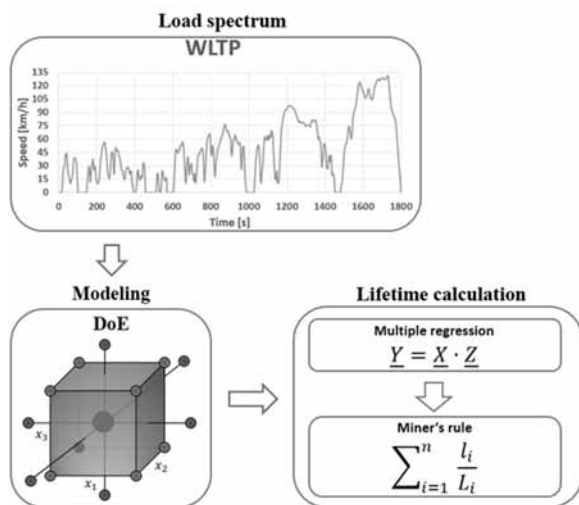 Load spectrum
WLTP
Speed [km/h]
135
120
105
90
75
60
45
30
15
0
0 200 400 600 800 1000 1200 1400 1600 1800
Time [s]
Modeling
DoE
x₃
x₂
x₁
Lifetime calculation
Multiple regression
Y = X · Z
Miner's rule
∑ⁿᵢ₌₁ lᵢ/Lᵢ